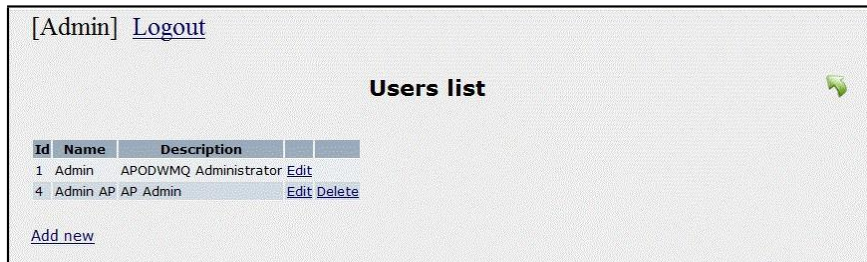 [Admin] Logout
Users list
Id Name Description
1 Admin APODWMQ Administrator Edit
4 Admin AP AP Admin Edit Delete
Add new